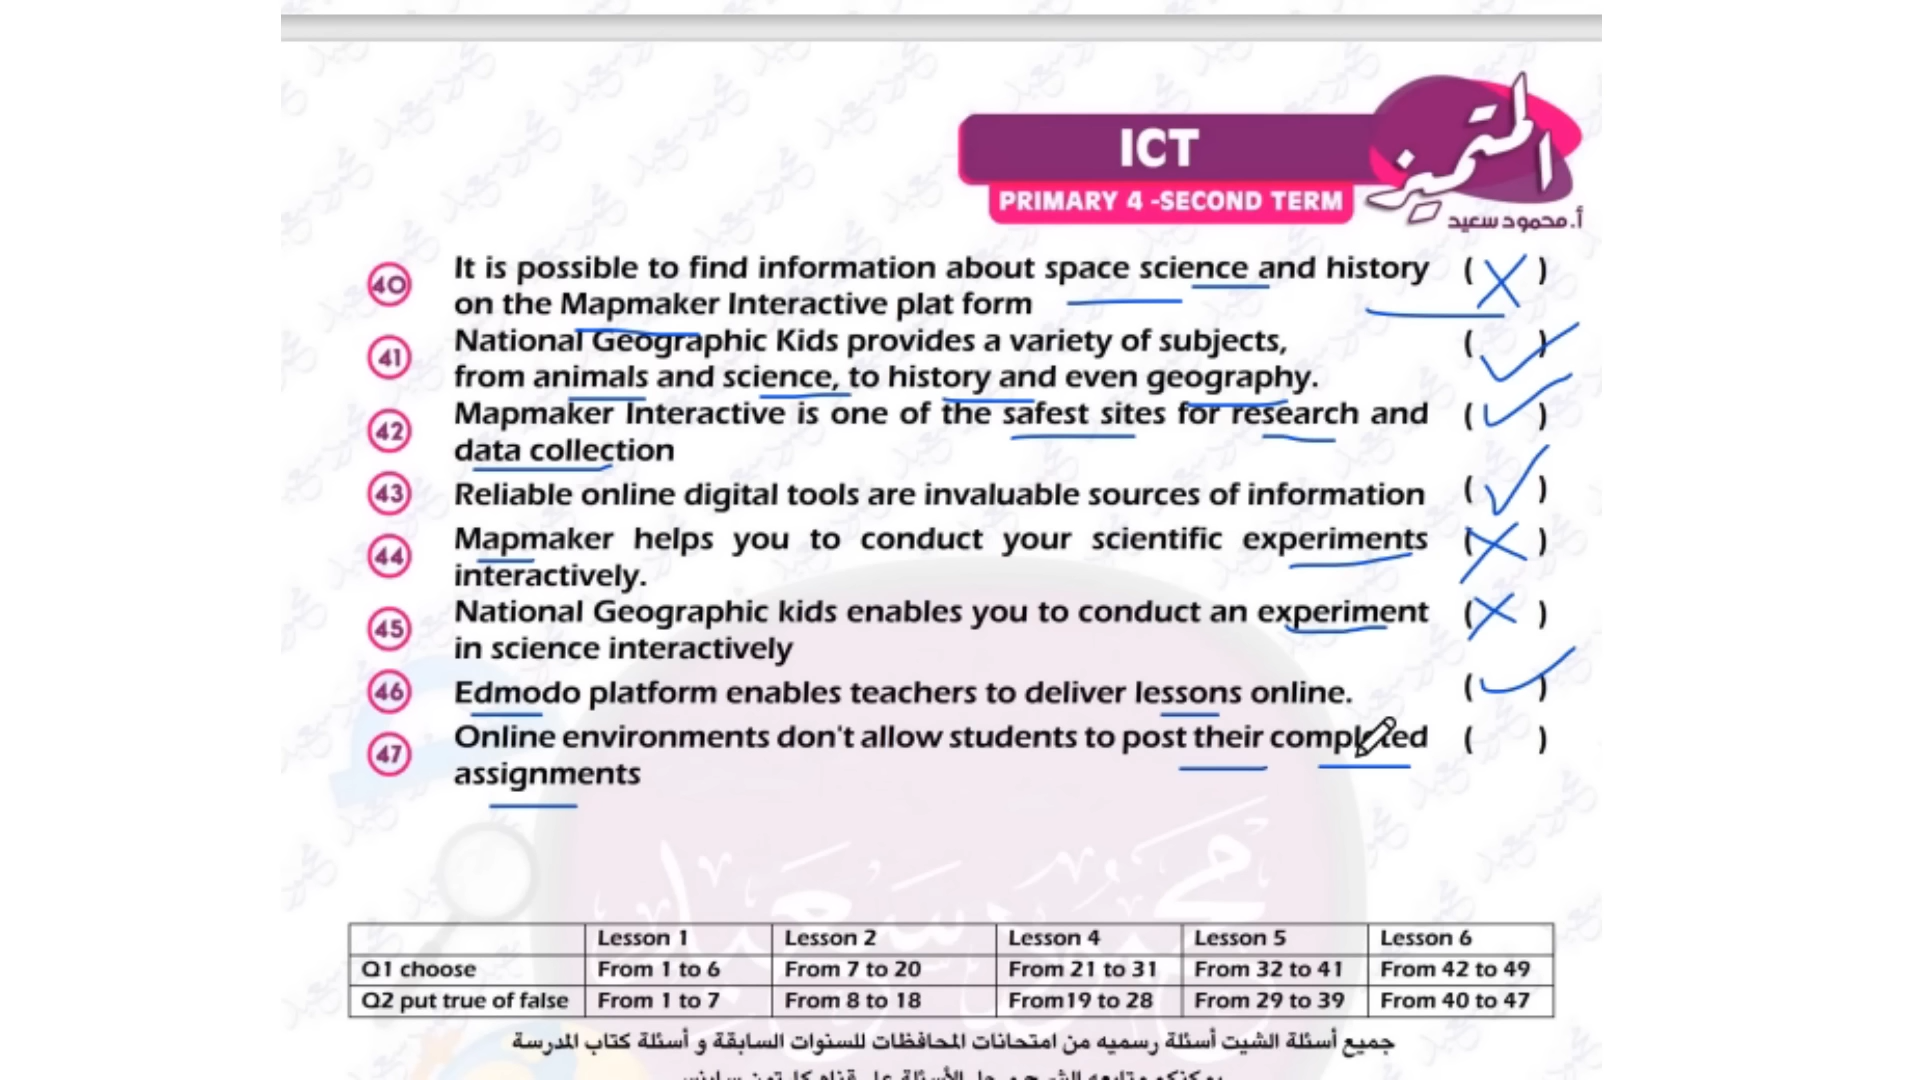 ICT
المتميز
PRIMARY 4 -SECOND TERM
أ.محمود سعيد
40 It is possible to find information about space science and history ( X )
on the Mapmaker Interactive plat form
41 National Geographic Kids provides a variety of subjects, ( ✓ )
from animals and science, to history and even geography.
42 Mapmaker Interactive is one of the safest sites for research and ( ✓ )
data collection
43 Reliable online digital tools are invaluable sources of information ( ✓ )
44 Mapmaker helps you to conduct your scientific experiments ( X )
interactively.
45 National Geographic kids enables you to conduct an experiment ( X )
in science interactively
46 Edmodo platform enables teachers to deliver lessons online. ( ✓ )
47 Online environments don't allow students to post their completed ( )
assignments
Lesson 1 Lesson 2 Lesson 4 Lesson 5 Lesson 6
Q1 choose From 1 to 6 From 7 to 20 From 21 to 31 From 32 to 41 From 42 to 49
Q2 put true of false From 1 to 7 From 8 to 18 From19 to 28 From 29 to 39 From 40 to 47
جميع أسئلة الشيت أسئلة رسميه من امتحانات المحافظات للسنوات السابقة و أسئلة كتاب المدرسة